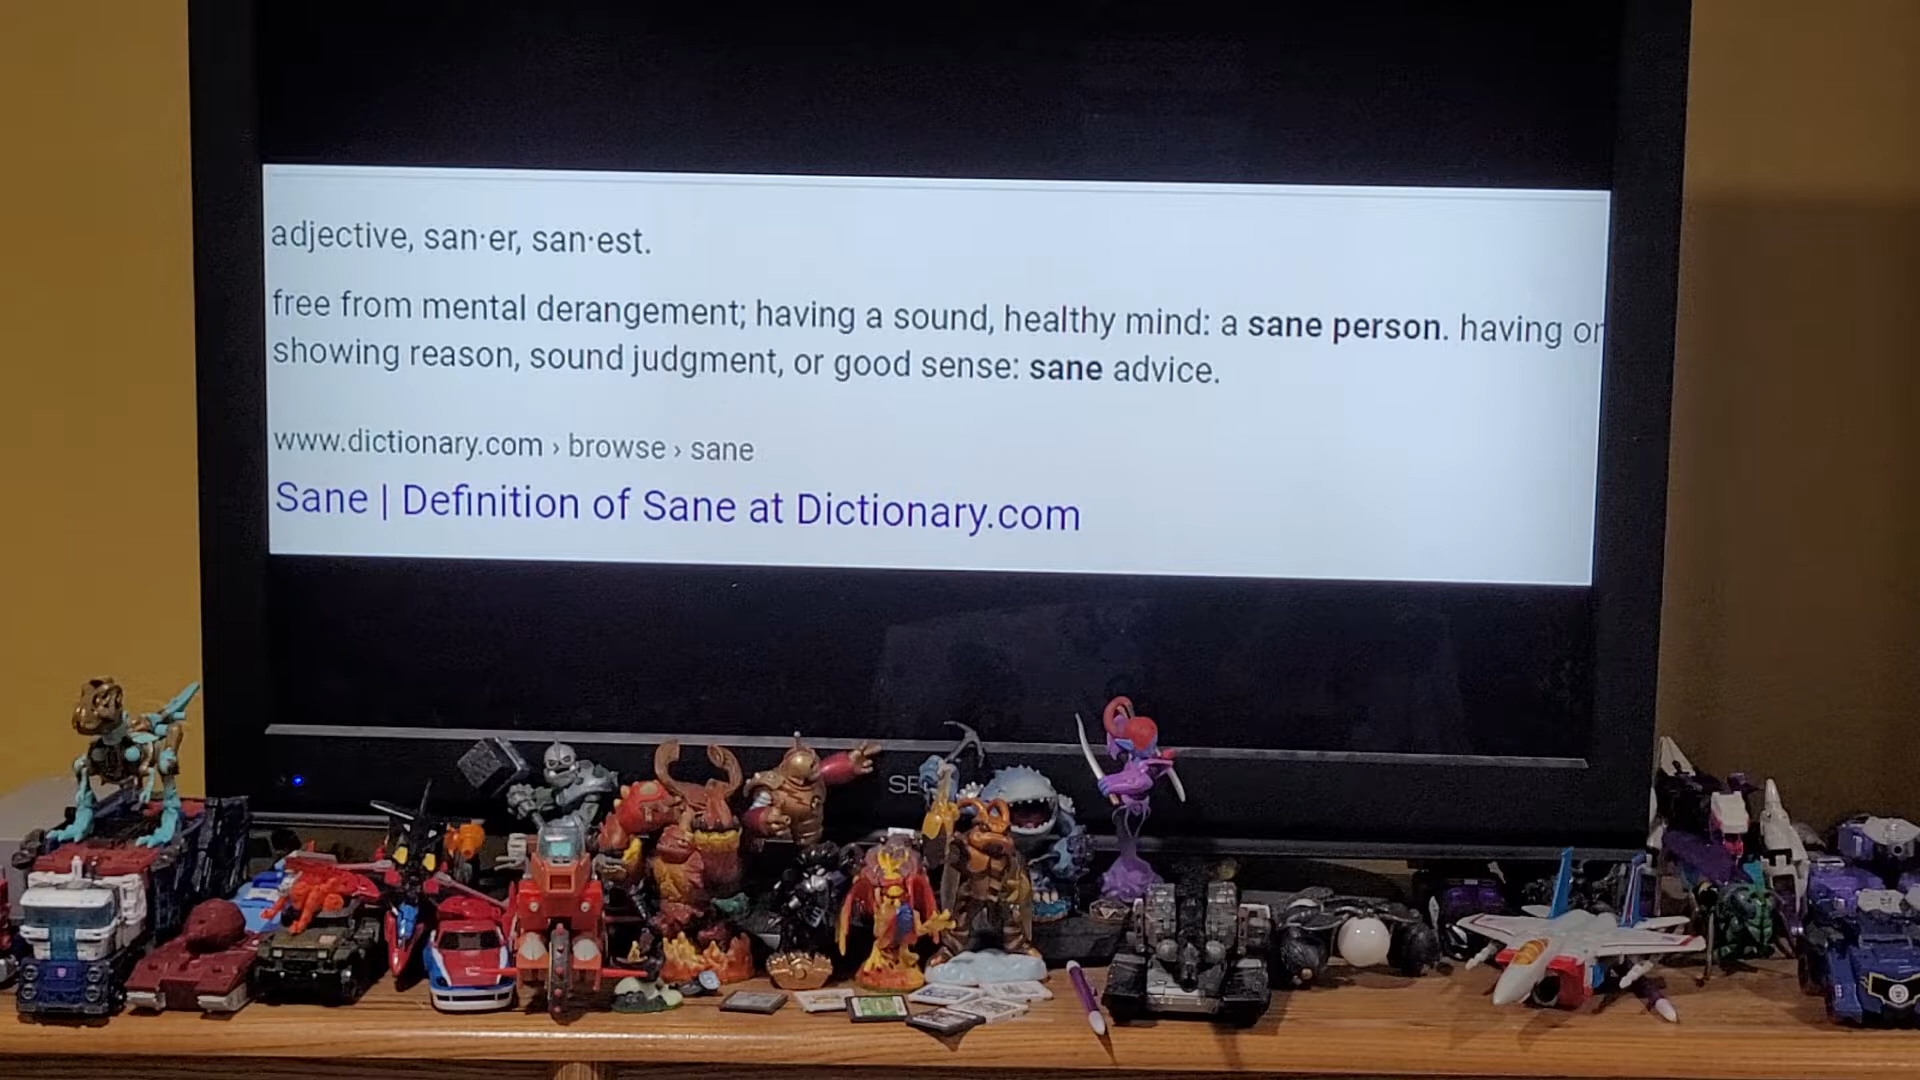 adjective, san·er, san·est.
free from mental derangement; having a sound, healthy mind: a sane person. having or
showing reason, sound judgment, or good sense: sane advice.
www.dictionary.com › browse › sane
Sane | Definition of Sane at Dictionary.com